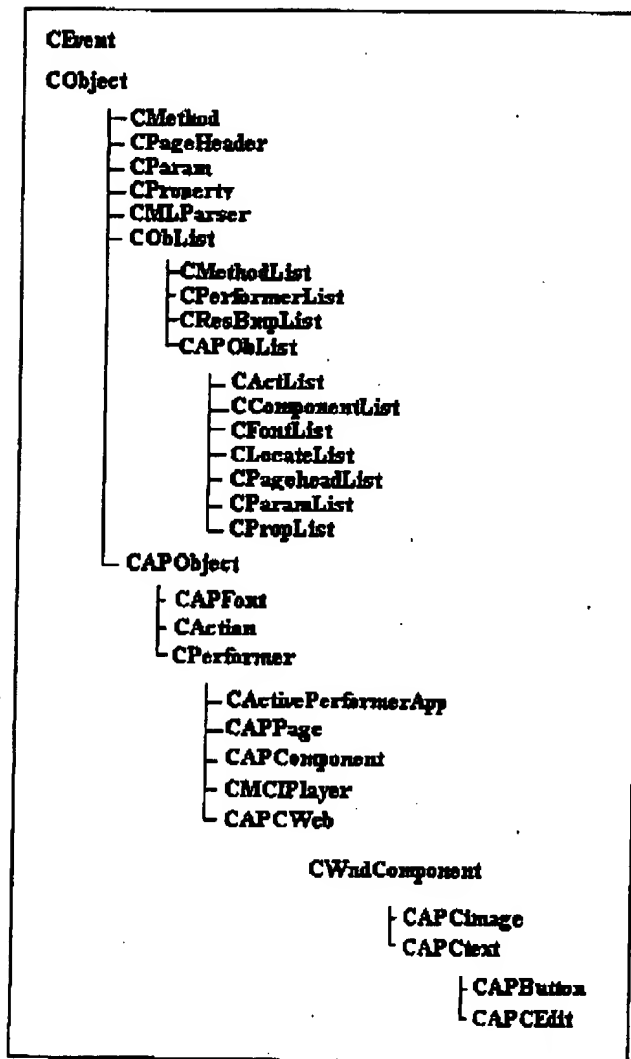 CEvent
CObject
CMethod
CPageHeader
CParam
CProperty
CMLParser
CObList
CMethodList
CPerformerList
CResBmpList
CAPObList
CActList
CComponentList
CFontList
CLocateList
CPageheadList
CParamList
CPropList
CAPObject
CAPFont
CAction
CPerformer
CActivePerformerApp
CAPPage
CAPComponent
CMCIPlayer
CAPCWeb
CWndComponent
CAPCimage
CAPCtext
CAPButton
CAPCEdit